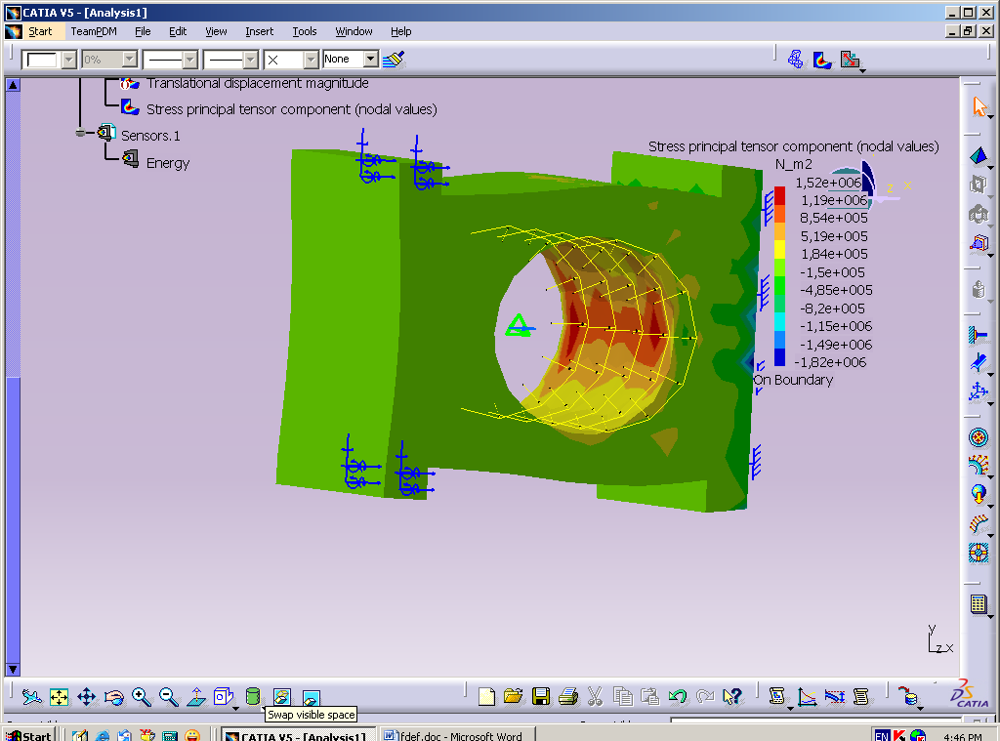 CATIA V5 - [Analysis1]
Start TeamPDM File Edit View Insert Tools Window Help
0% None
Translational displacement magnitude
Stress principal tensor component (nodal values)
Sensors.1
Energy
Stress principal tensor component (nodal values)
N_m2
1,52e+006
1,19e+006
8,54e+005
5,19e+005
1,84e+005
-1,5e+005
-4,85e+005
-8,2e+005
-1,15e+006
-1,49e+006
-1,82e+006
On Boundary
z x
y
z x
CATIA
Swap visible space
Start CATIA V5 - [Analysis1] fdef.doc - Microsoft Word EN 4:46 PM